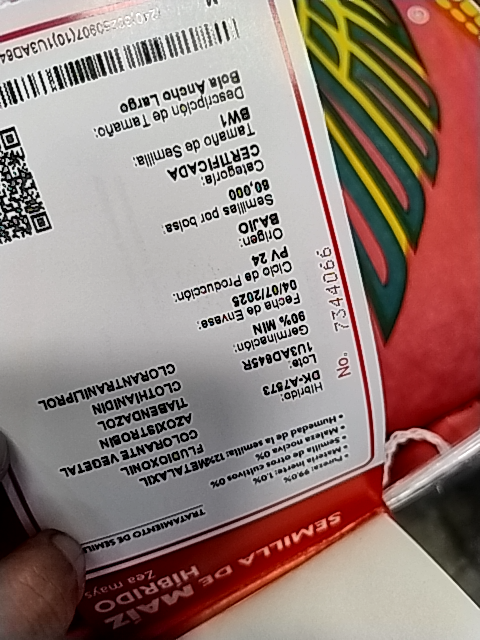 SEMILLA DE
MAÍZ
HÍBRIDO
Zea mays
TRATAMIENTO DE
Pureza: 99.0%
Materia inerte: 1.0%
• Semilla de otros cultivos 0%
• Maleza nociva 0%
• Humedad de la semilla: 12%
METALAXIL
FLUDIOXONIL
COLORANTE VEGETAL
AZOXISTROBIN
TIABENDAZOL
CLOTHIANIDIN
CLORANTRANILIPROL
Híbrido:
DK-A7573
Lote:
1U3AD645R
Germinación:
90% MIN
Fecha de Envase:
04/07/2025
Ciclo de Producción:
PV 24
Origen:
BAJIO
Semillas por bolsa:
60,000
Categoría:
CERTIFICADA
Tamaño de Semilla:
BW1
Descripción de Tamaño:
Bola Ancho Largo
No. 7344066